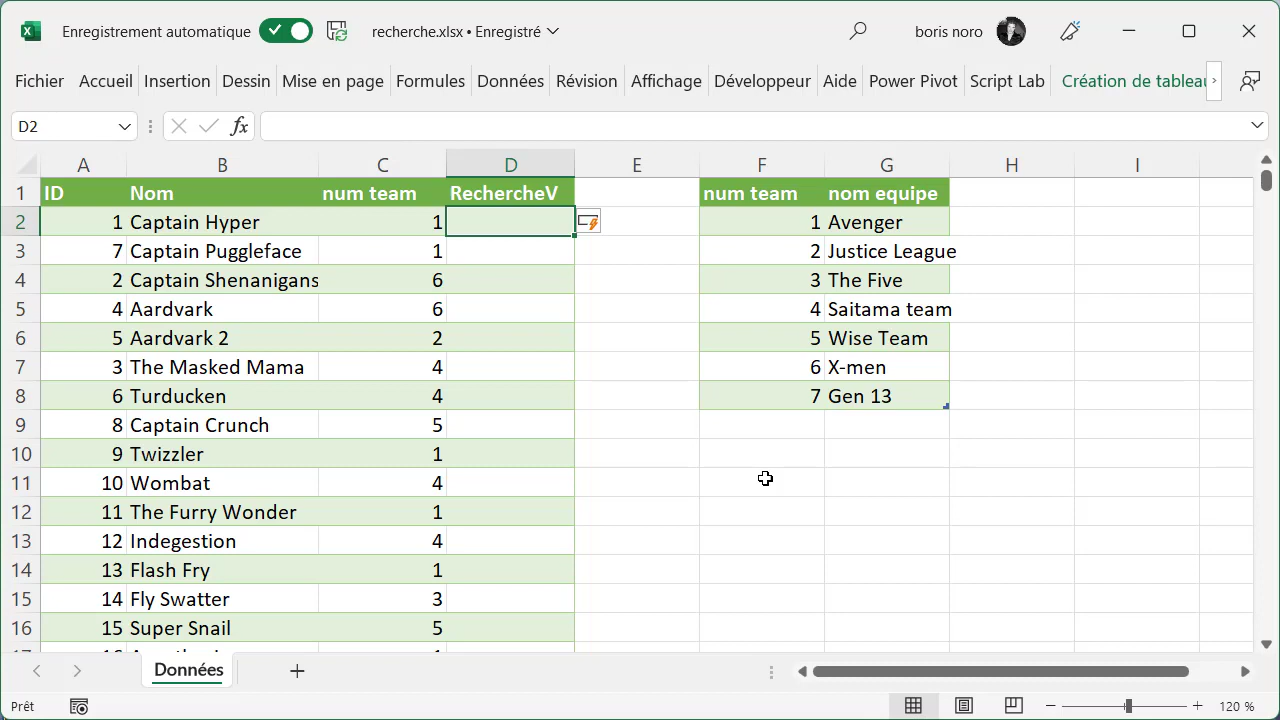 Enregistrement automatique recherche.xlsx • Enregistré boris noro
Fichier Accueil Insertion Dessin Mise en page Formules Données Révision Affichage Développeur Aide Power Pivot Script Lab Création de tableau
D2 fx
A B C D E F G H I
1 ID Nom num team RechercheV num team nom equipe
2 1 Captain Hyper 1 1 Avenger
3 7 Captain Puggleface 1 2 Justice League
4 2 Captain Shenanigans 6 3 The Five
5 4 Aardvark 6 4 Saitama team
6 5 Aardvark 2 2 5 Wise Team
7 3 The Masked Mama 4 6 X-men
8 6 Turducken 4 7 Gen 13
9 8 Captain Crunch 5
10 9 Twizzler 1
11 10 Wombat 4
12 11 The Furry Wonder 1
13 12 Indegestion 4
14 13 Flash Fry 1
15 14 Fly Swatter 3
16 15 Super Snail 5
Données
Prêt 120 %